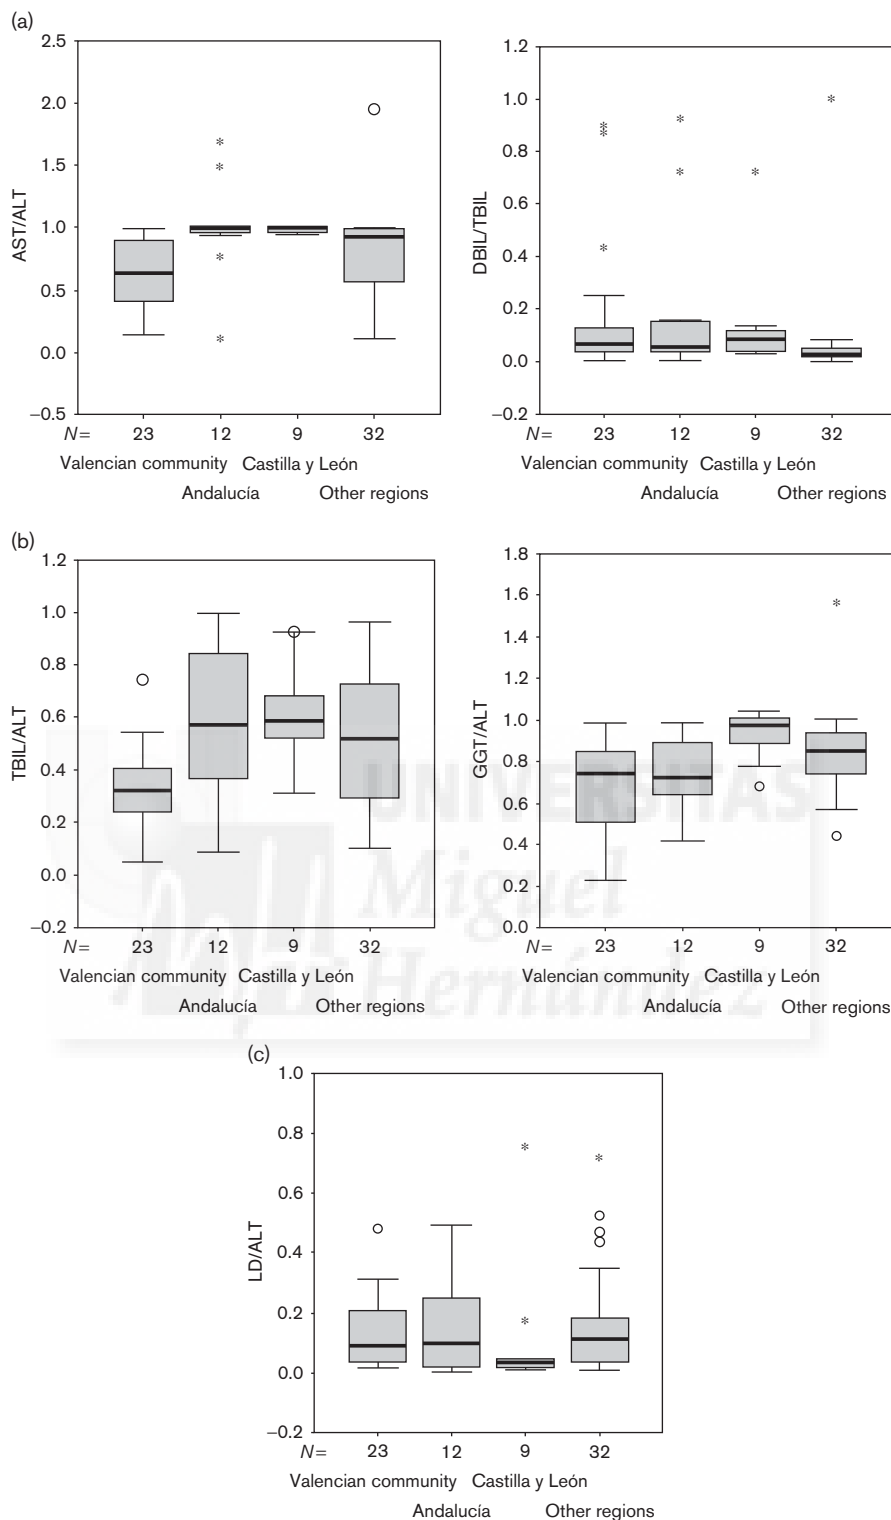 (a)
2.5
2.0
1.5
1.0
0.5
0.0
−0.5
AST/ALT
N= 23 12 9 32
Valencian community Castilla y León
Andalucía Other regions
1.2
1.0
0.8
0.6
0.4
0.2
0.0
−0.2
DBIL/TBIL
N= 23 12 9 32
Valencian community Castilla y León
Andalucía Other regions
(b)
1.2
1.0
0.8
0.6
0.4
0.2
0.0
−0.2
TBIL/ALT
N= 23 12 9 32
Valencian community Castilla y León
Andalucía Other regions
1.8
1.6
1.4
1.2
1.0
0.8
0.6
0.4
0.2
0.0
GGT/ALT
N= 23 12 9 32
Valencian community Castilla y León
Andalucía Other regions
UNIVERSITAS
Miguel
Hernández
(c)
1.0
0.8
0.6
0.4
0.2
0.0
−0.2
LD/ALT
N= 23 12 9 32
Valencian community Castilla y León
Andalucía Other regions